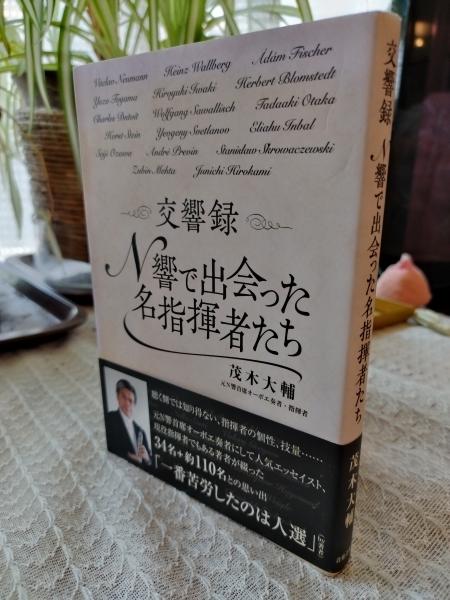 Václav Neumann Heinz Wallberg Ádám Fischer
Yuzo Toyama Hiroyuki Iwaki Herbert Blomstedt
Charles Dutoit Wolfgang Sawallisch Tadaaki Otaka
Horst Stein Yevgeny Svetlanov Eliahu Inbal
Seiji Ozawa André Previn Stanisław Skrowaczewski
Zubin Mehta Junichi Hirokami
交響録
N響で出会った
名指揮者たち
茂木大輔
元N響首席オーボエ奏者・指揮者
聴く側では知り得ない、指揮者の個性、技量……
元N響首席オーボエ奏者にして人気エッセイスト、
現役指揮者でもある著者が綴った
34名+約110名との思い出
「一番苦労したのは人選」
交響録 N響で出会った名指揮者たち
茂木大輔